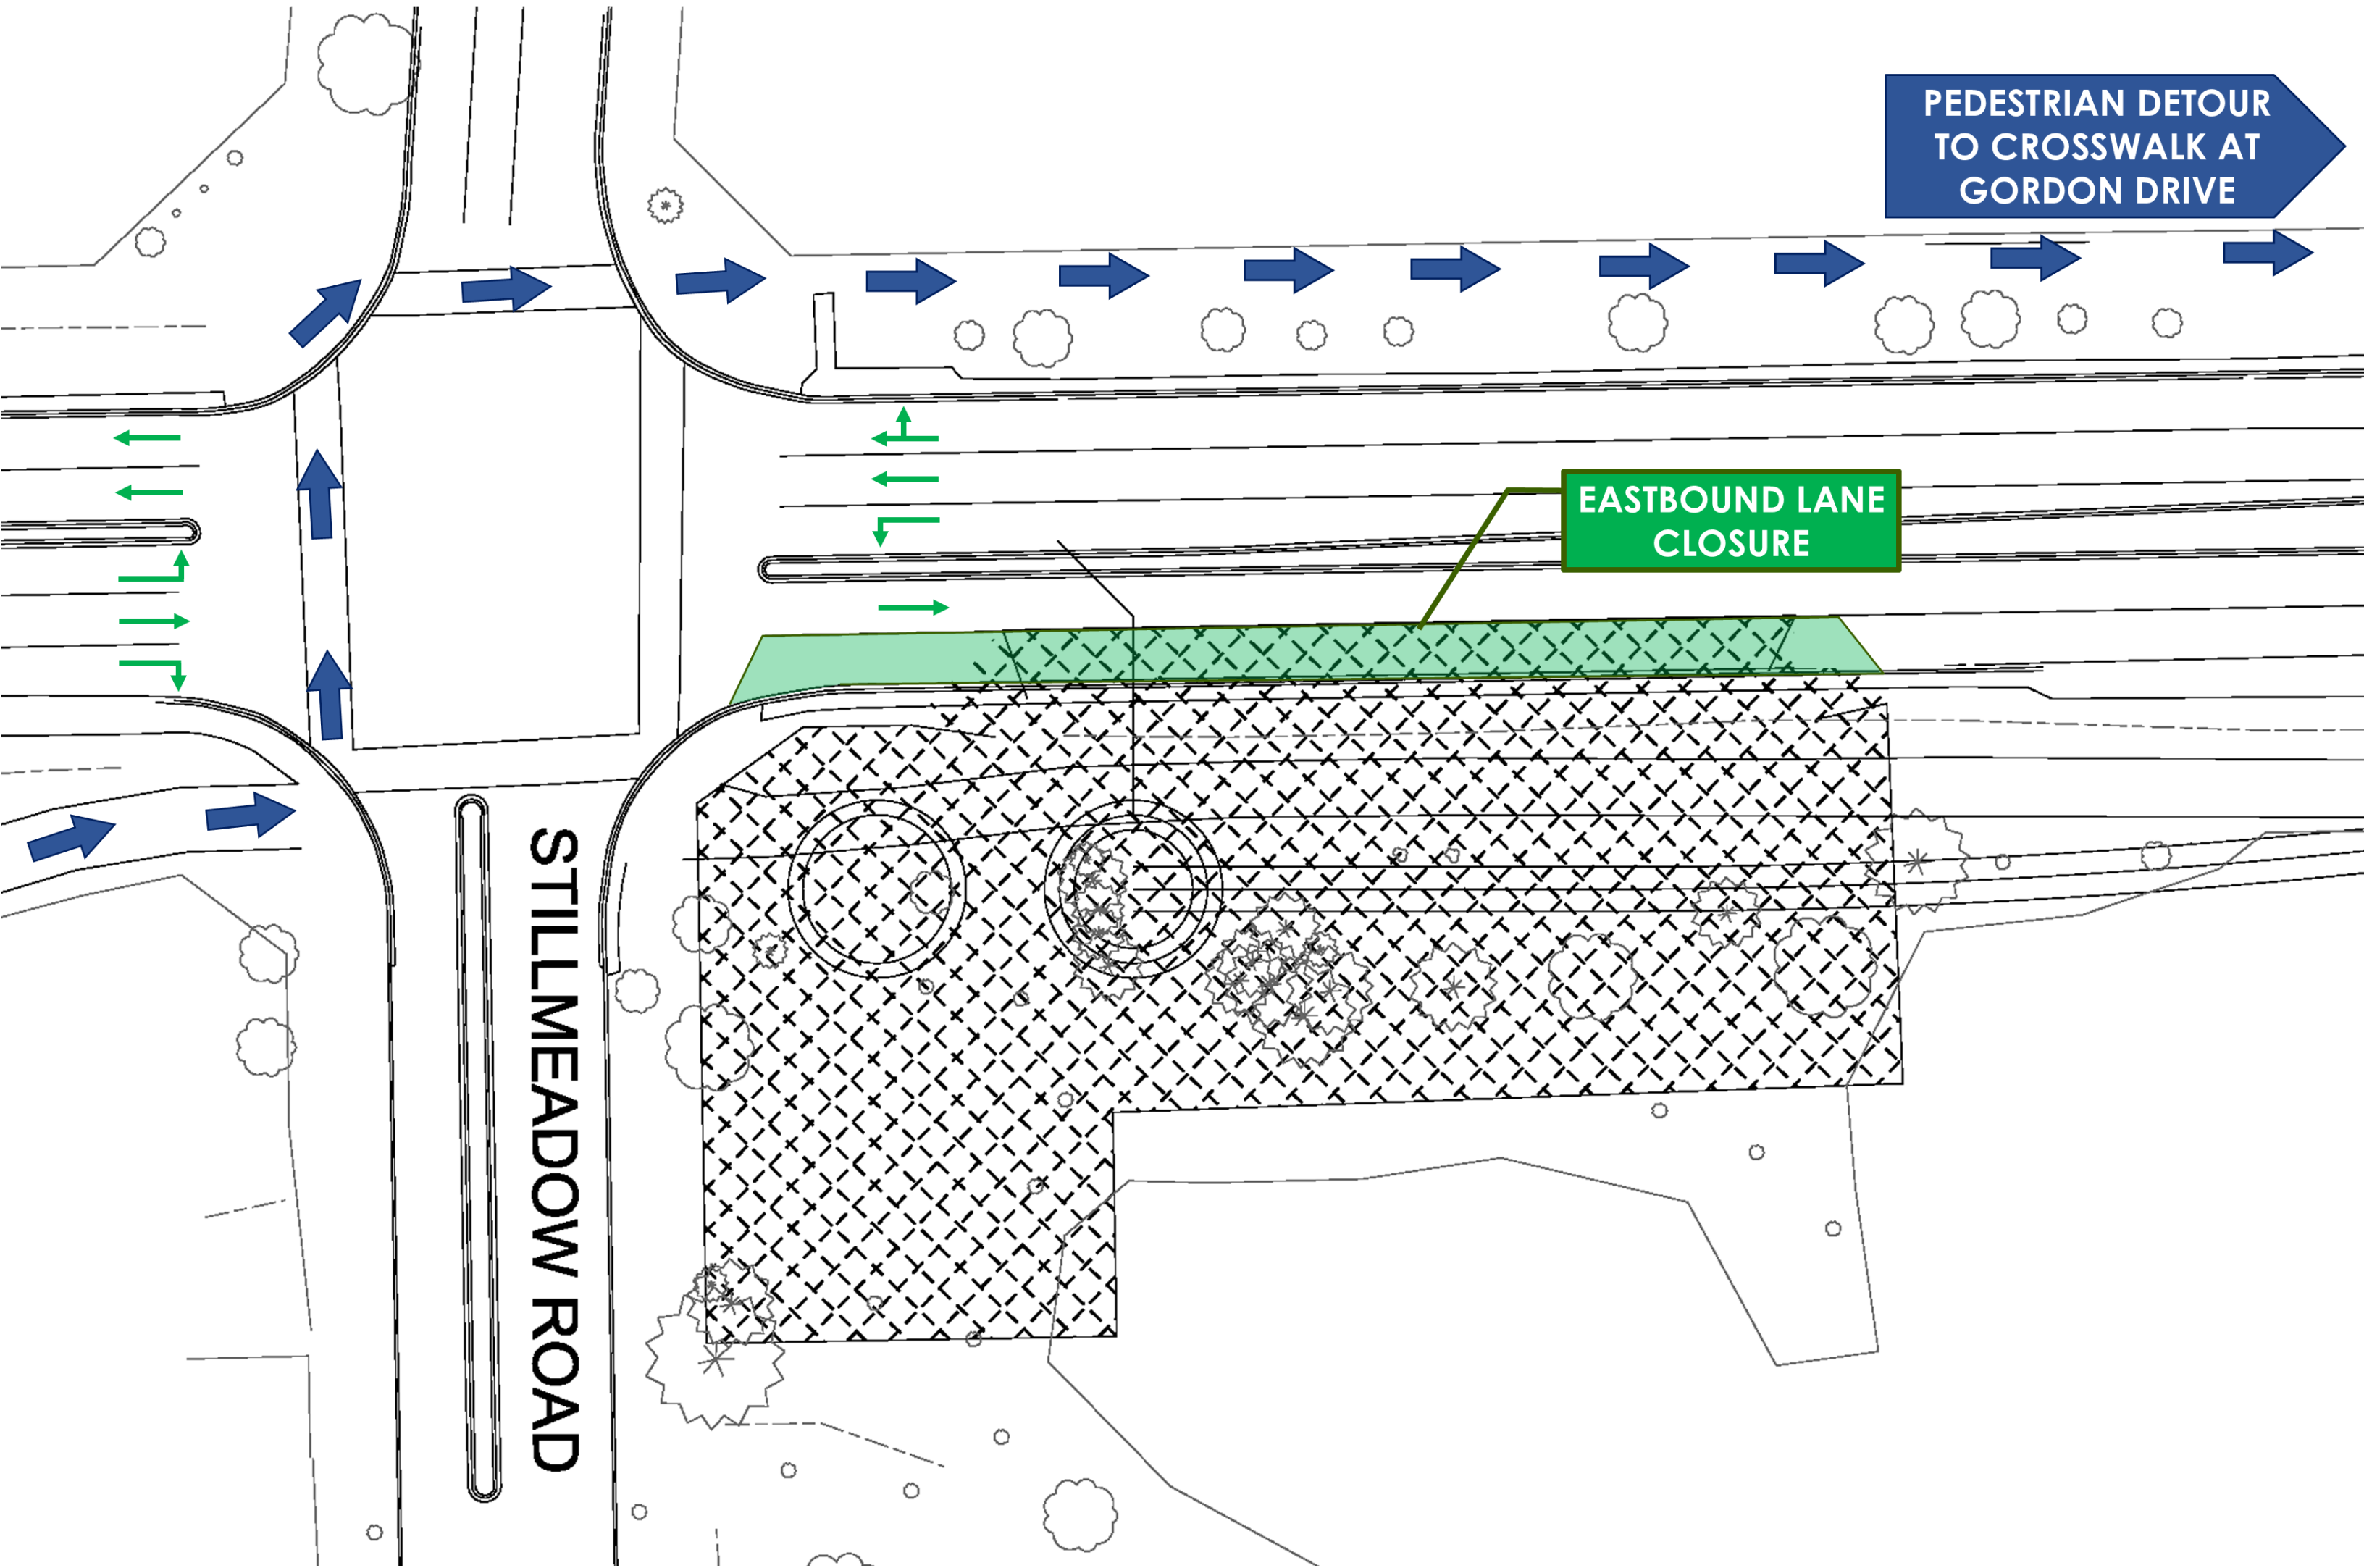 PEDESTRIAN DETOUR
TO CROSSWALK AT
GORDON DRIVE
EASTBOUND LANE
CLOSURE
STILLMEADOW ROAD